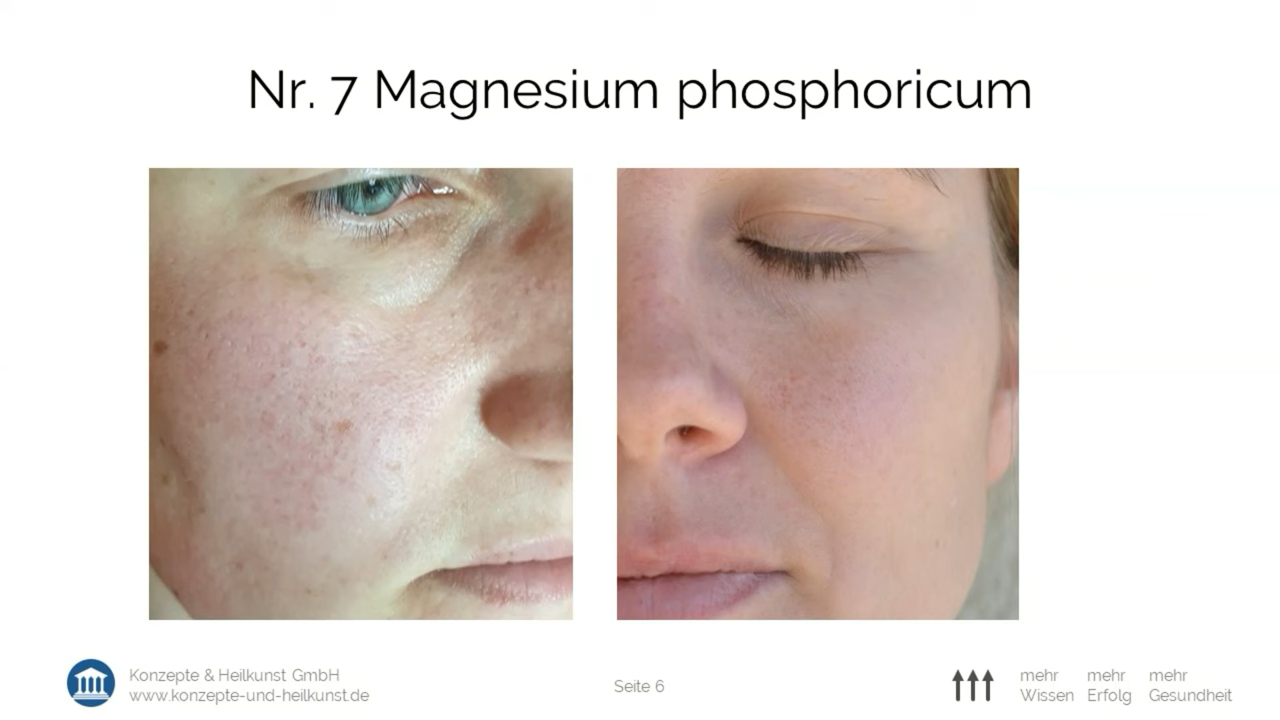 Nr. 7 Magnesium phosphoricum
Konzepte & Heilkunst GmbH
www.konzepte-und-heilkunst.de
Seite 6
mehr mehr mehr
Wissen Erfolg Gesundheit